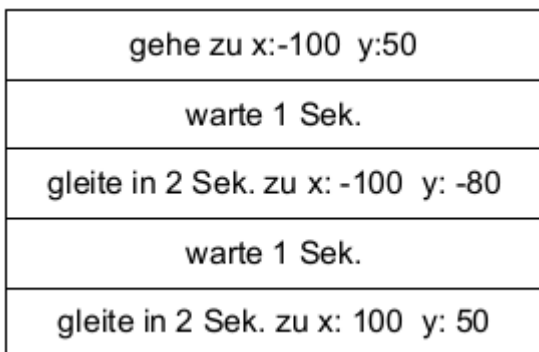 gehe zu x:-100 y:50
warte 1 Sek.
gleite in 2 Sek. zu x: -100 y: -80
warte 1 Sek.
gleite in 2 Sek. zu x: 100 y: 50